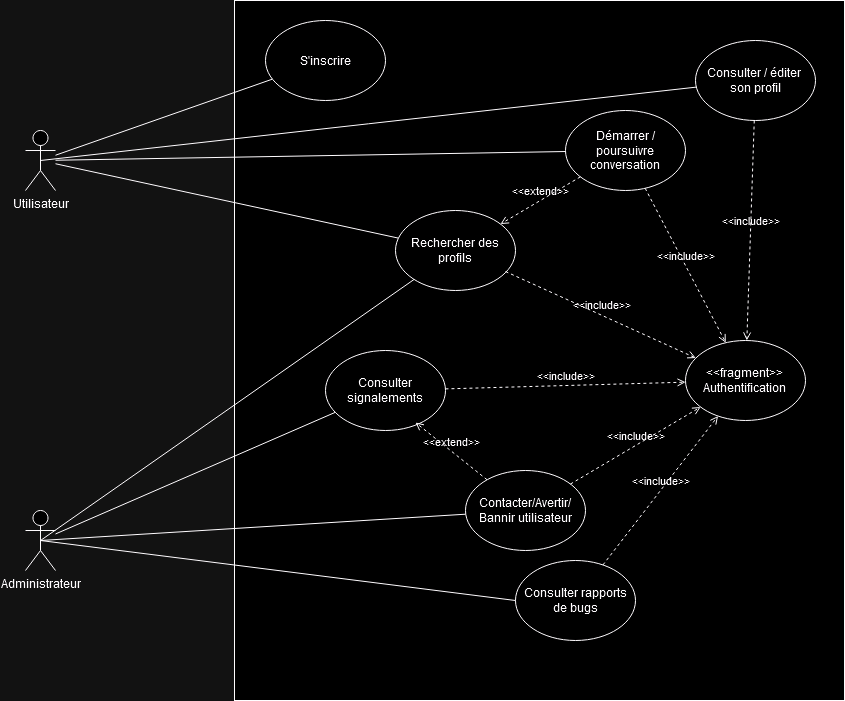 S'inscrire
Consulter / éditer
son profil
Démarrer /
poursuivre
conversation
Utilisateur
<<extend>>
<<include>>
Rechercher des
profils
<<include>>
<<include>>
<<fragment>>
Authentification
Consulter
signalements
<<include>>
<<extend>>
<<include>>
<<include>>
Contacter/Avertir/
Bannir utilisateur
Administrateur
Consulter rapports
de bugs